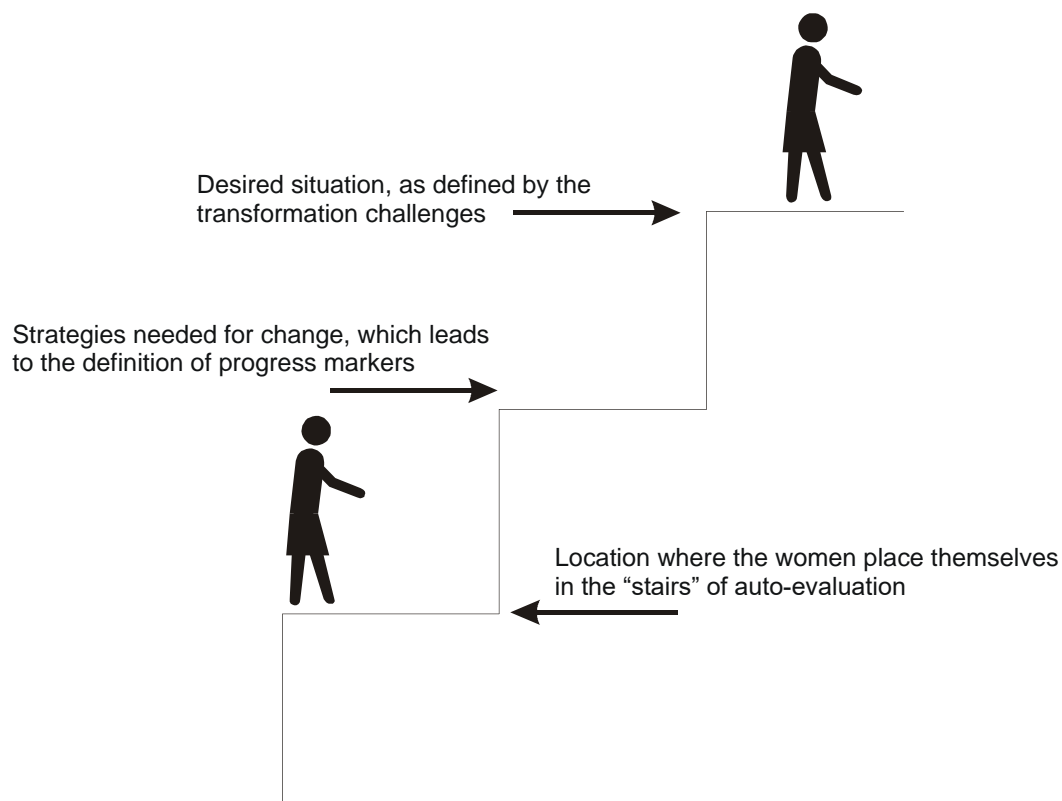 Desired situation, as defined by the
transformation challenges
Strategies needed for change, which leads
to the definition of progress markers
Location where the women place themselves
in the “stairs” of auto-evaluation